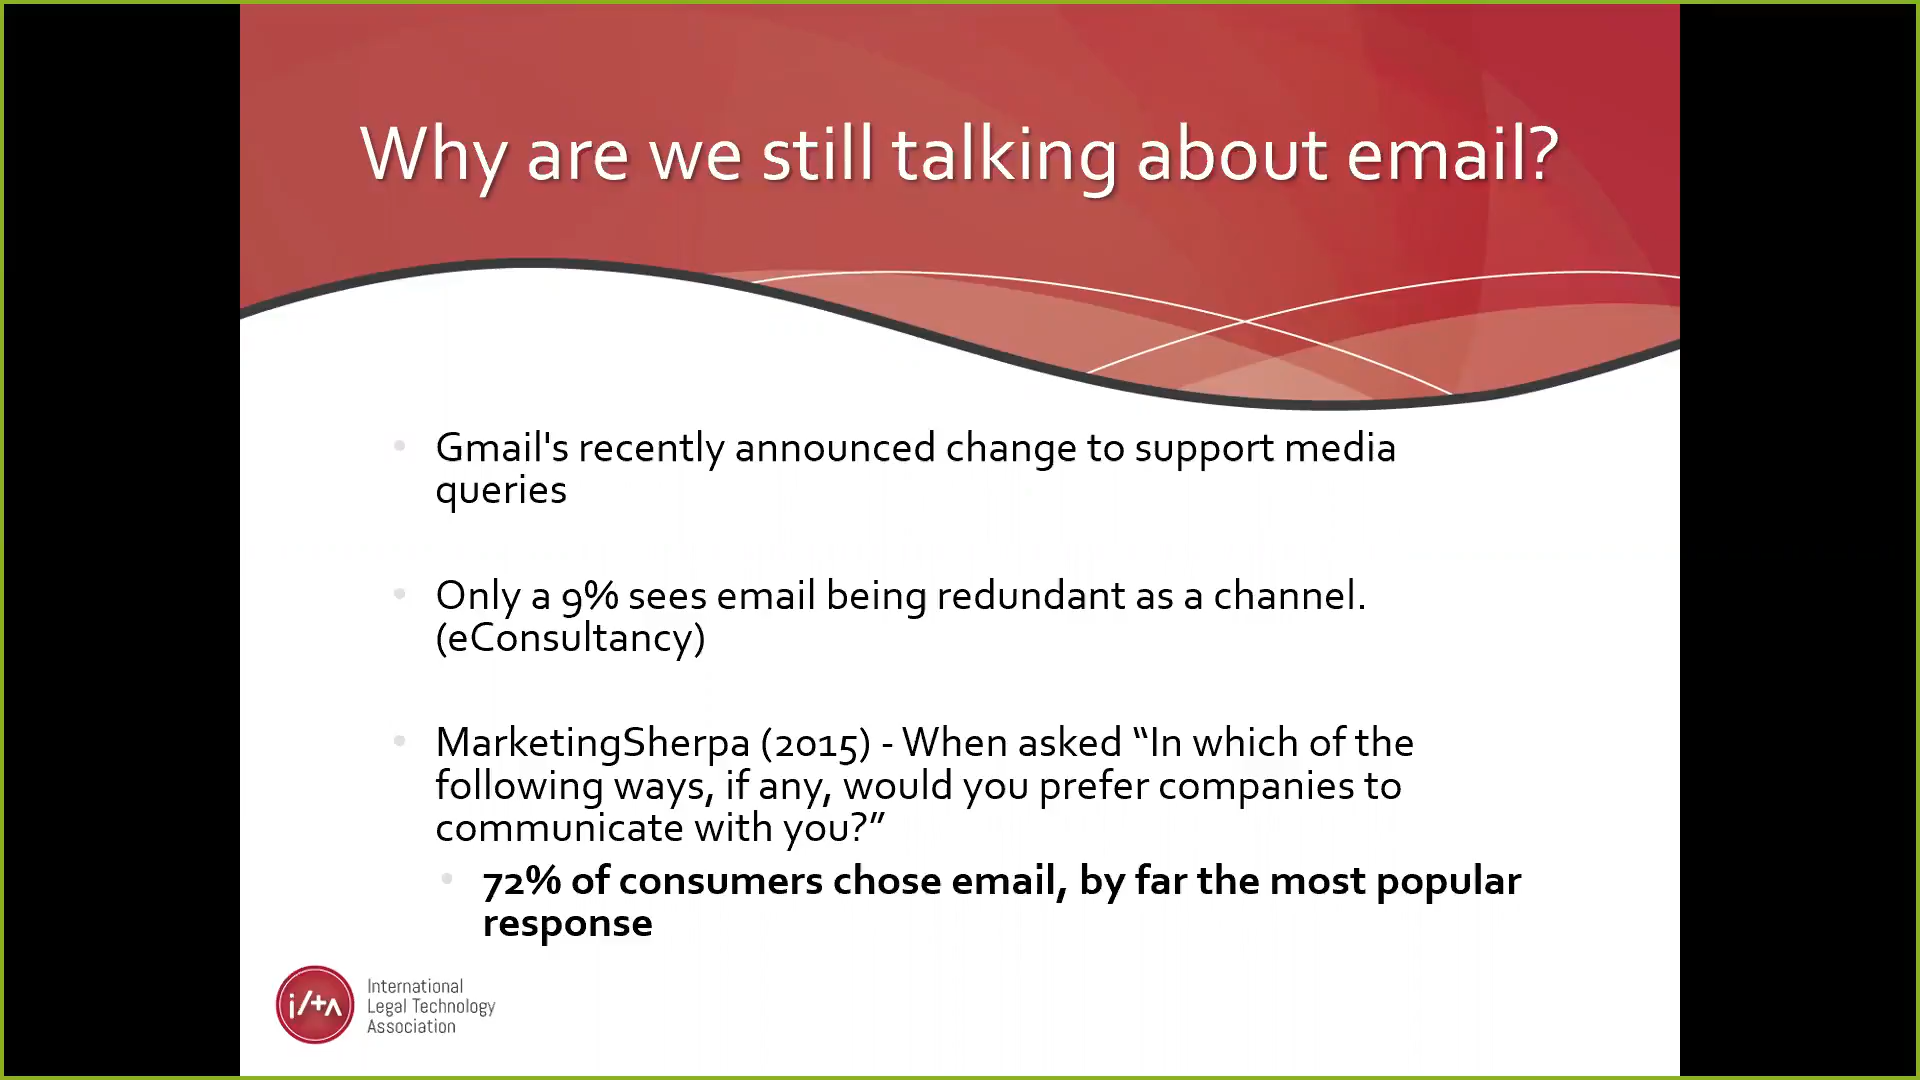 Why are we still talking about email?
• Gmail's recently announced change to support media
queries
• Only a 9% sees email being redundant as a channel.
(eConsultancy)
• MarketingSherpa (2015) - When asked “In which of the
following ways, if any, would you prefer companies to
communicate with you?”
• 72% of consumers chose email, by far the most popular
response
ilta
International
Legal Technology
Association